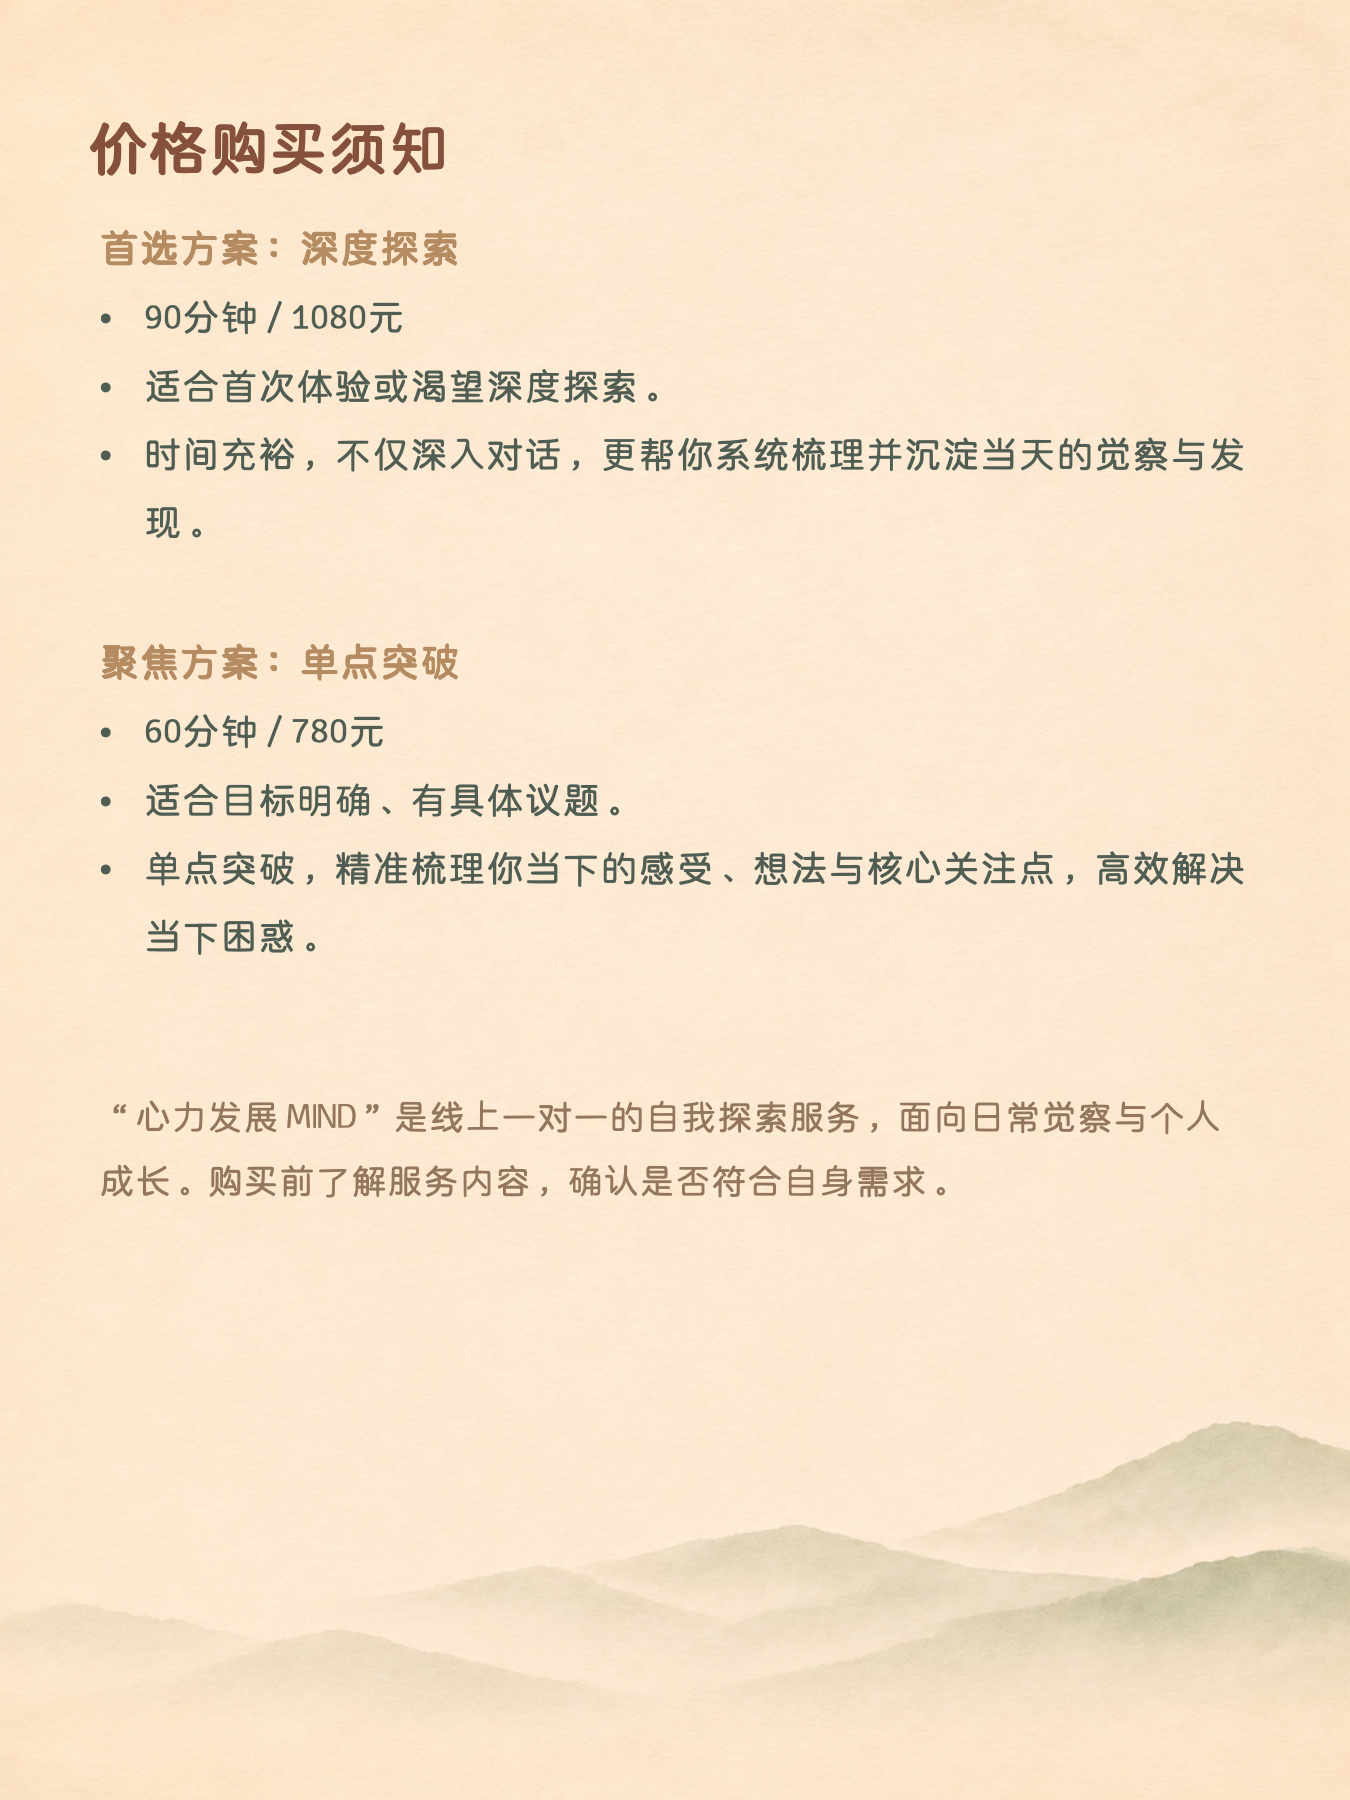 价格购买须知
首选方案：深度探索
• 90分钟 / 1080元
• 适合首次体验或渴望深度探索。
• 时间充裕，不仅深入对话，更帮你系统梳理并沉淀当天的觉察与发
现。
聚焦方案：单点突破
• 60分钟 / 780元
• 适合目标明确、有具体议题。
• 单点突破，精准梳理你当下的感受、想法与核心关注点，高效解决
当下困惑。
“心力发展 MIND”是线上一对一的自我探索服务，面向日常觉察与个人
成长。购买前了解服务内容，确认是否符合自身需求。